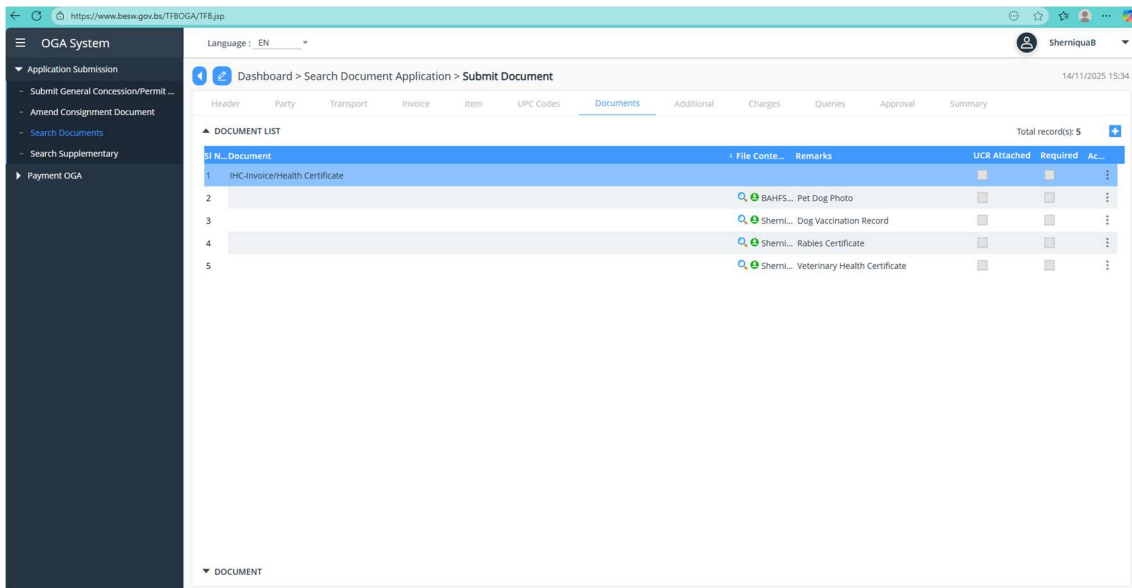 https://www.besw.gov.bs/TFBOGA/TFB.jsp
OGA System
Language : EN
SherniquaB
Application Submission
Submit General Concession/Permit ...
Amend Consignment Document
Search Documents
Search Supplementary
Payment OGA
Dashboard > Search Document Application > Submit Document
14/11/2025 15:34
Header Party Transport Invoice Item UPC Codes Documents Additional Charges Queries Approval Summary
DOCUMENT LIST
Total record(s): 5
Sl N... Document File Conte... Remarks UCR Attached Required Ac...
1 IHC-Invoice/Health Certificate
2 BAHFS... Pet Dog Photo
3 Sherni... Dog Vaccination Record
4 Sherni... Rabies Certificate
5 Sherni... Veterinary Health Certificate
DOCUMENT